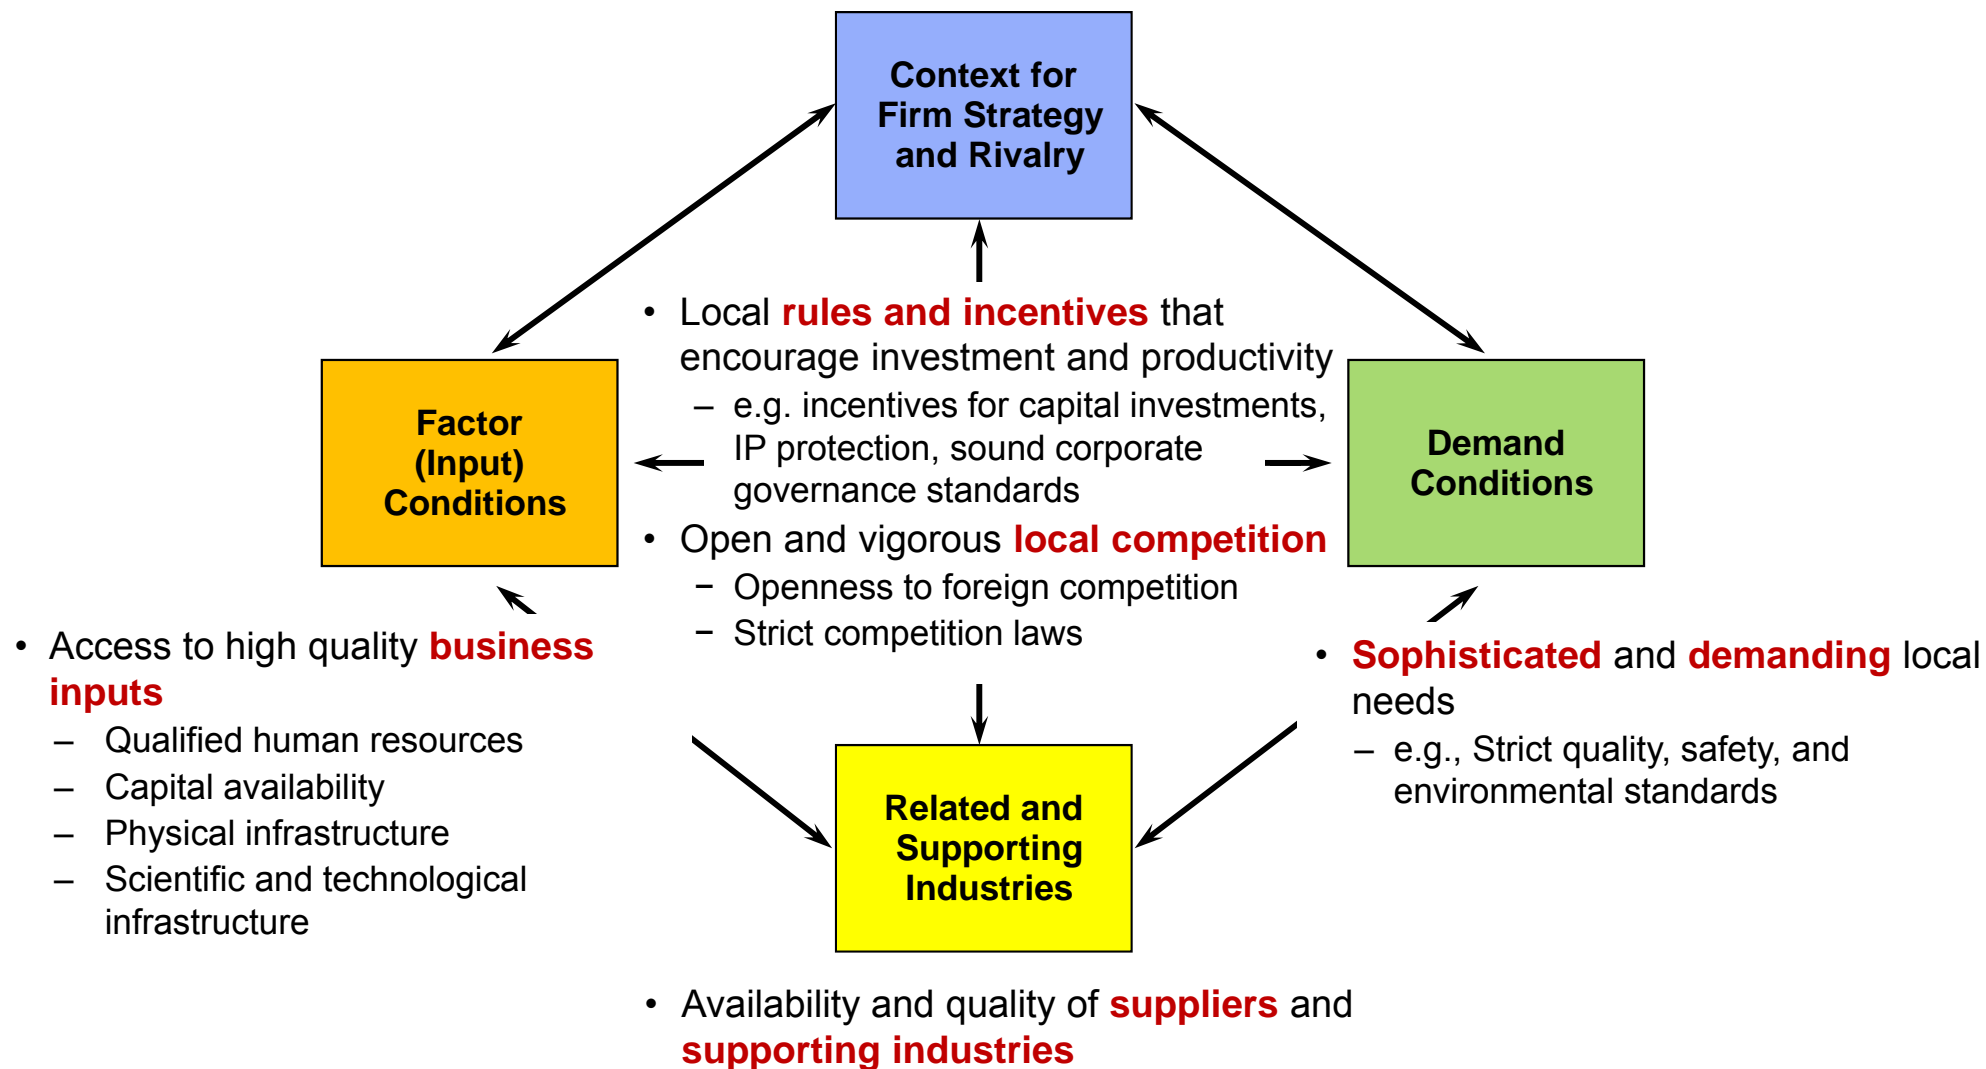 Context for
Firm Strategy
and Rivalry
• Local rules and incentives that
encourage investment and productivity
– e.g. incentives for capital investments,
IP protection, sound corporate
governance standards
• Open and vigorous local competition
– Openness to foreign competition
– Strict competition laws
Factor
(Input)
Conditions
Demand
Conditions
• Access to high quality business
inputs
– Qualified human resources
– Capital availability
– Physical infrastructure
– Scientific and technological
infrastructure
• Sophisticated and demanding local
needs
– e.g., Strict quality, safety, and
environmental standards
Related and
Supporting
Industries
• Availability and quality of suppliers and
supporting industries